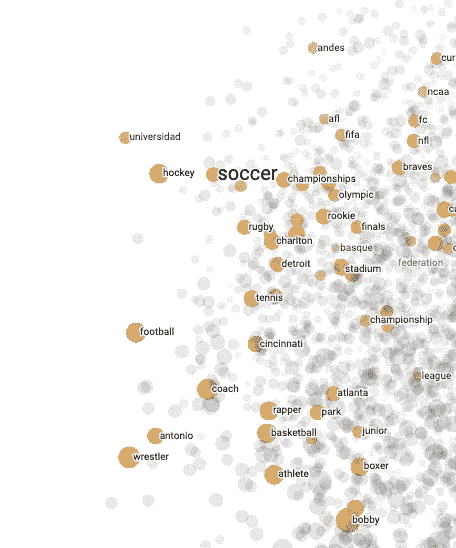 andes
cur
ncaa
afl
fc
fifa
universidad
nfl
braves
hockey
soccer
championships
olympic
cu
rookie
rugby
finals
charlton
basque
c
federation
detroit
stadium
tennis
championship
football
cincinnati
league
coach
atlanta
rapper
park
antonio
basketball
junior
wrestler
boxer
athlete
bobby